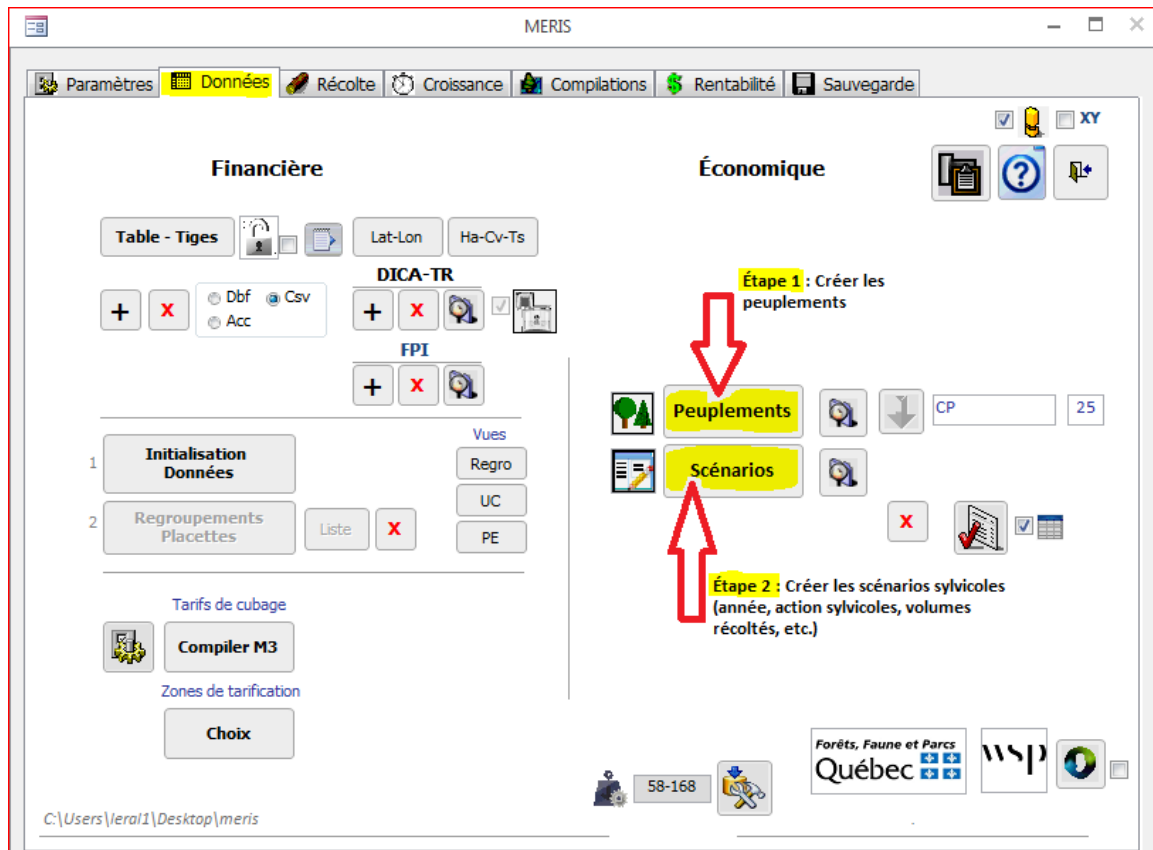 MERIS
Paramètres Données Récolte Croissance Compilations Rentabilité Sauvegarde
XY
Financière
Économique
Table - Tiges
Lat-Lon
Ha-Cv-Ts
DICA-TR
+ x Dbf Csv
Acc
+ x
FPI
+ x
Étape 1 : Créer les
peuplements
Peuplements
CP
25
Scénarios
x
Étape 2 : Créer les scénarios sylvicoles
(année, action sylvicoles, volumes
récoltés, etc.)
1
Initialisation
Données
2
Regroupements
Placettes
Liste
x
Vues
Regro
UC
PE
Tarifs de cubage
Compiler M3
Zones de tarification
Choix
58-168
Forêts, Faune et Parcs
Québec
wsp
C:\Users\leral1\Desktop\meris